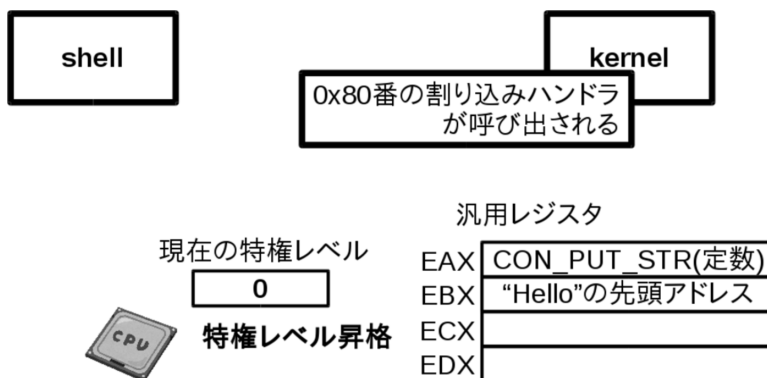 shell
kernel
0x80番の割り込みハンドラ
が呼び出される
汎用レジスタ
現在の特権レベル
EAX CON_PUT_STR(定数)
0
EBX “Hello”の先頭アドレス
CPU
特権レベル昇格
ECX
EDX